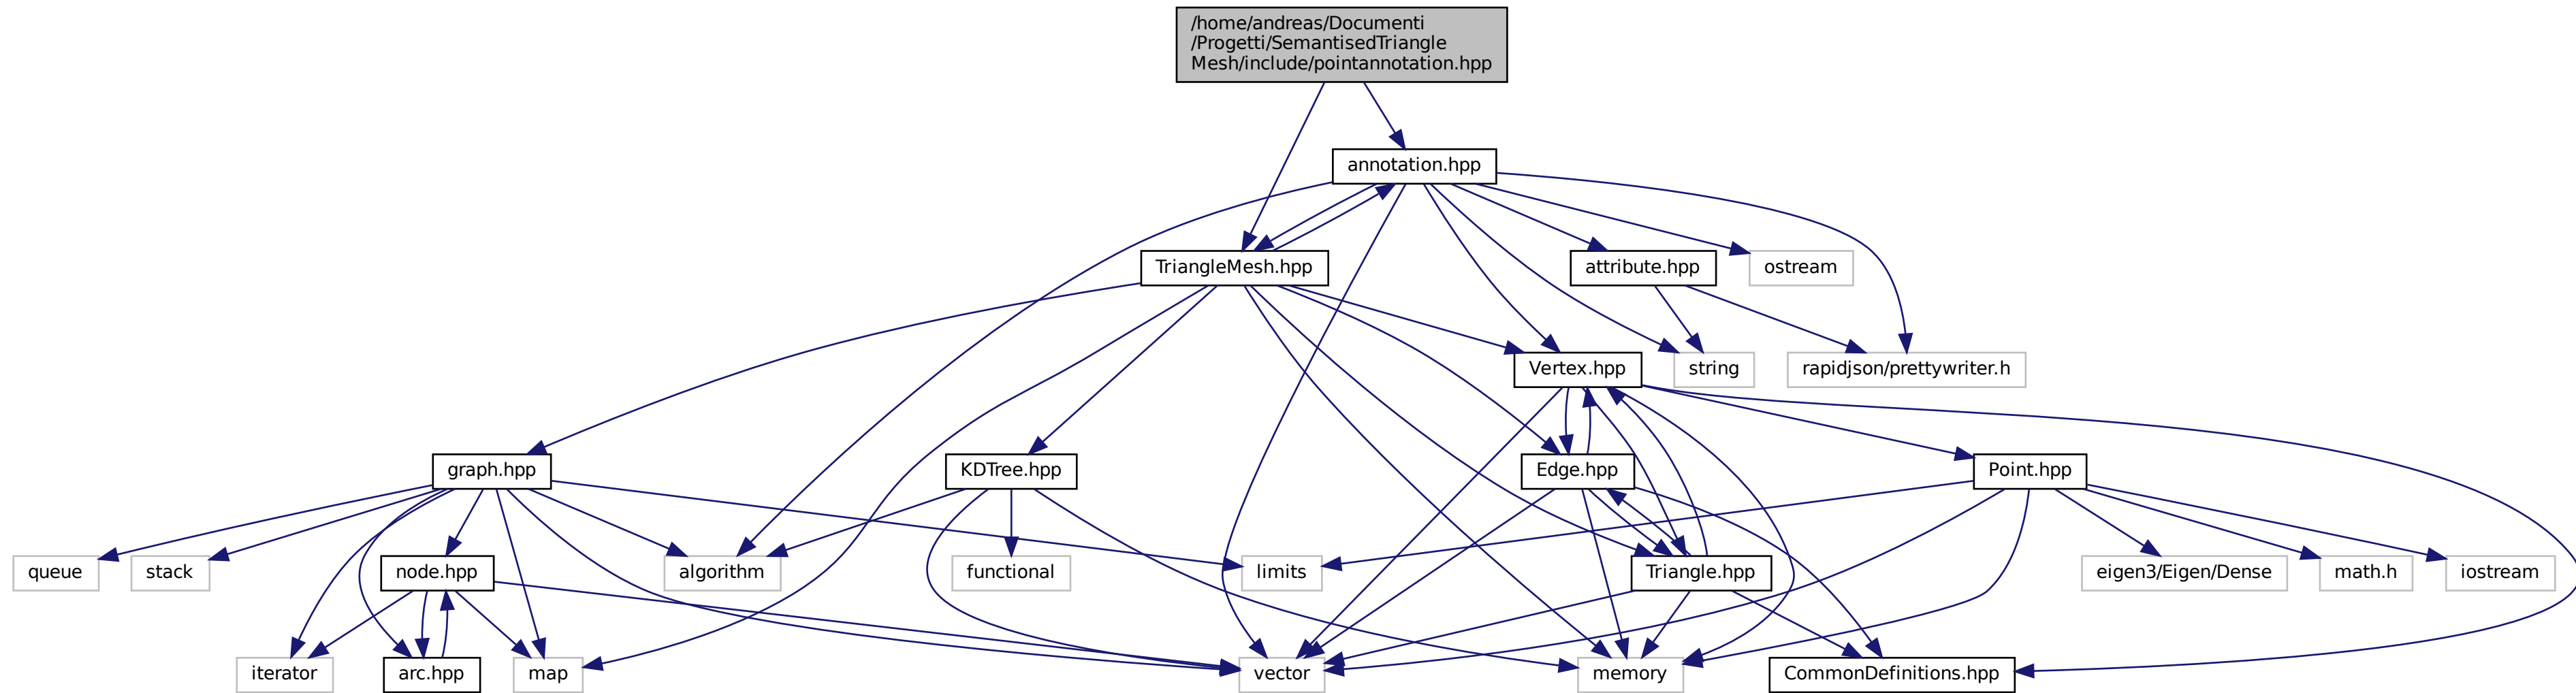 /home/andreas/Documenti
/Progetti/SemantisedTriangle
Mesh/include/pointannotation.hpp
annotation.hpp
TriangleMesh.hpp
attribute.hpp
ostream
Vertex.hpp
string
rapidjson/prettywriter.h
graph.hpp
KDTree.hpp
Edge.hpp
Point.hpp
queue
stack
node.hpp
algorithm
functional
limits
Triangle.hpp
eigen3/Eigen/Dense
math.h
iostream
iterator
arc.hpp
map
vector
memory
CommonDefinitions.hpp